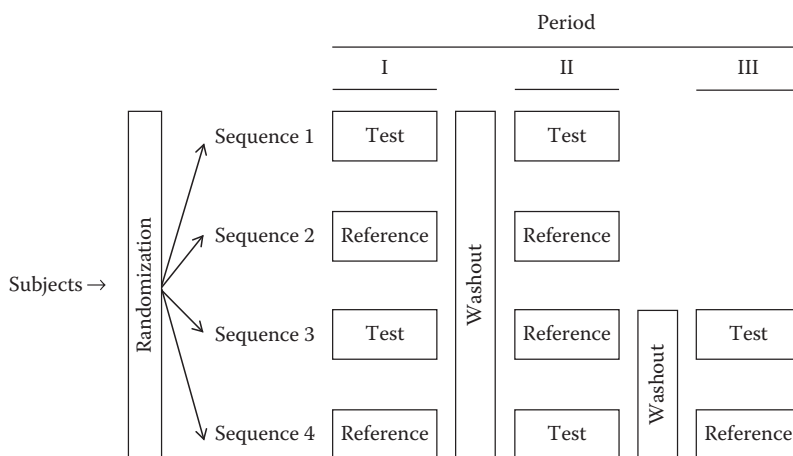 Period
I II III
Sequence 1 Test Test
Sequence 2 Reference Reference
Subjects →
Randomization
Washout
Sequence 3 Test Reference Test
Washout
Sequence 4 Reference Test Reference